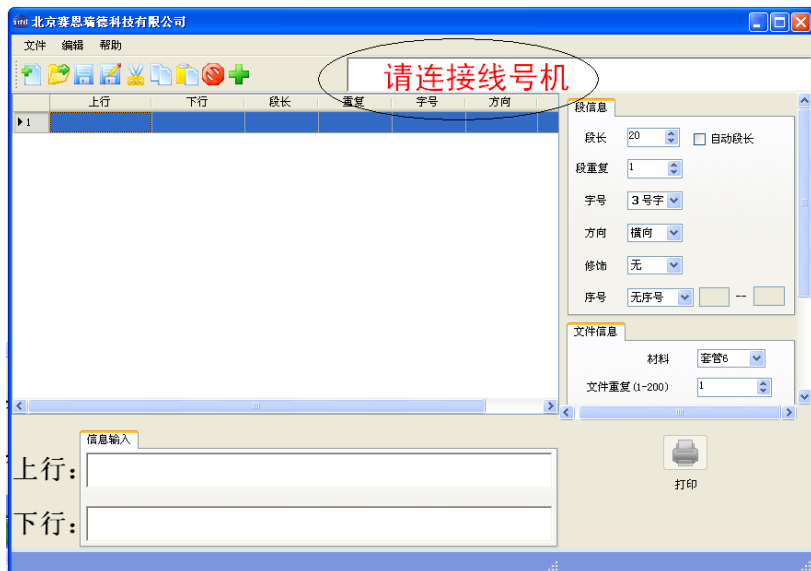 北京赛恩瑞德科技有限公司
文件 编辑 帮助
请连接线号机
上行 下行 段长 重复 字号 方向
1
段信息
段长 20 自动段长
段重复 1
字号 3号字
方向 横向
修饰 无
序号 无序号 --
文件信息
材料 套管6
文件重复(1-200) 1
信息输入
上行：
下行：
打印